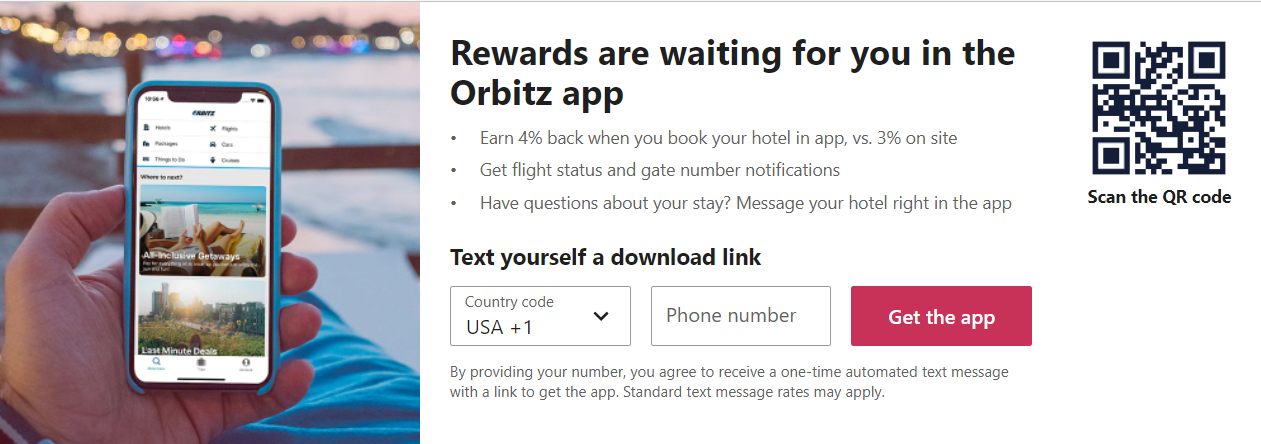 10:06
ORBITZ
Hotels
Flights
Packages
Cars
Things to Do
Cruises
Where to next?
All-Inclusive Getaways
Last Minute Deals
Rewards are waiting for you in the
Orbitz app
• Earn 4% back when you book your hotel in app, vs. 3% on site
• Get flight status and gate number notifications
• Have questions about your stay? Message your hotel right in the app
Text yourself a download link
Country code
USA +1
Phone number
Get the app
By providing your number, you agree to receive a one-time automated text message
with a link to get the app. Standard text message rates may apply.
Scan the QR code